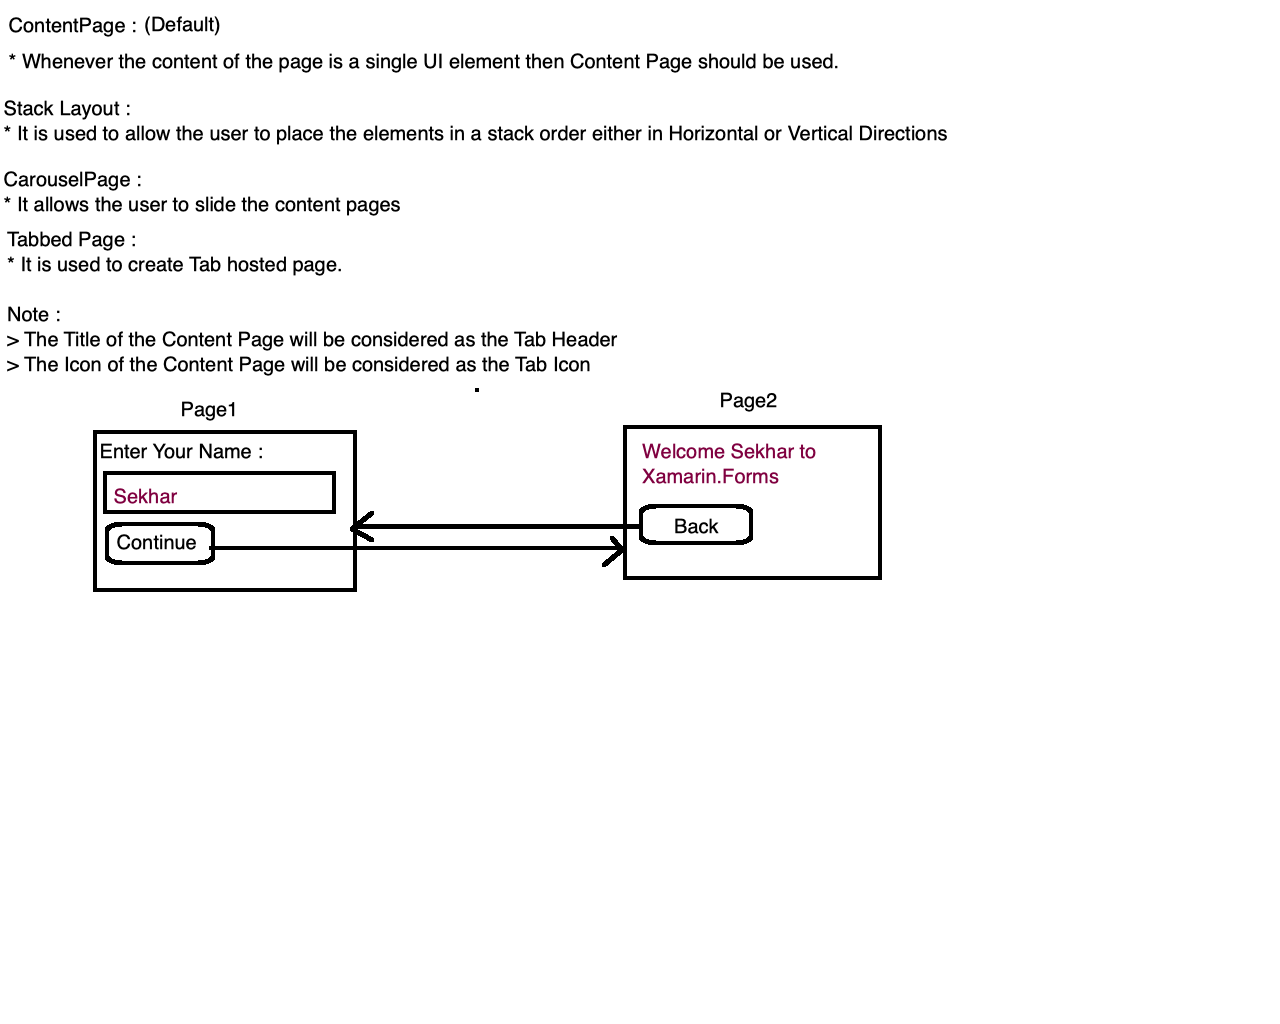 ContentPage : (Default)
* Whenever the content of the page is a single UI element then Content Page should be used.
Stack Layout :
* It is used to allow the user to place the elements in a stack order either in Horizontal or Vertical Directions
CarouselPage :
* It allows the user to slide the content pages
Tabbed Page :
* It is used to create Tab hosted page.
Note :
> The Title of the Content Page will be considered as the Tab Header
> The Icon of the Content Page will be considered as the Tab Icon
Page1
Enter Your Name :
Sekhar
Continue
Page2
Welcome Sekhar to
Xamarin.Forms
Back